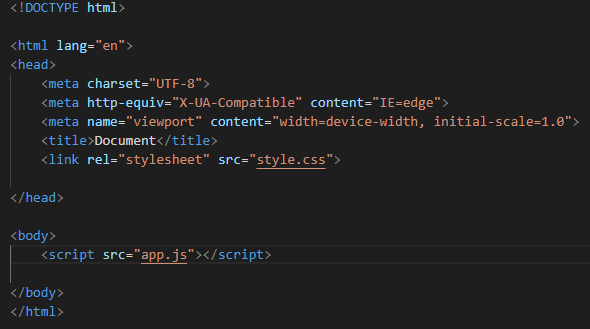 <!DOCTYPE html>
<html lang="en">
<head>
<meta charset="UTF-8">
<meta http-equiv="X-UA-Compatible" content="IE=edge">
<meta name="viewport" content="width=device-width, initial-scale=1.0">
<title>Document</title>
<link rel="stylesheet" src="style.css">
</head>
<body>
<script src="app.js"></script>
</body>
</html>